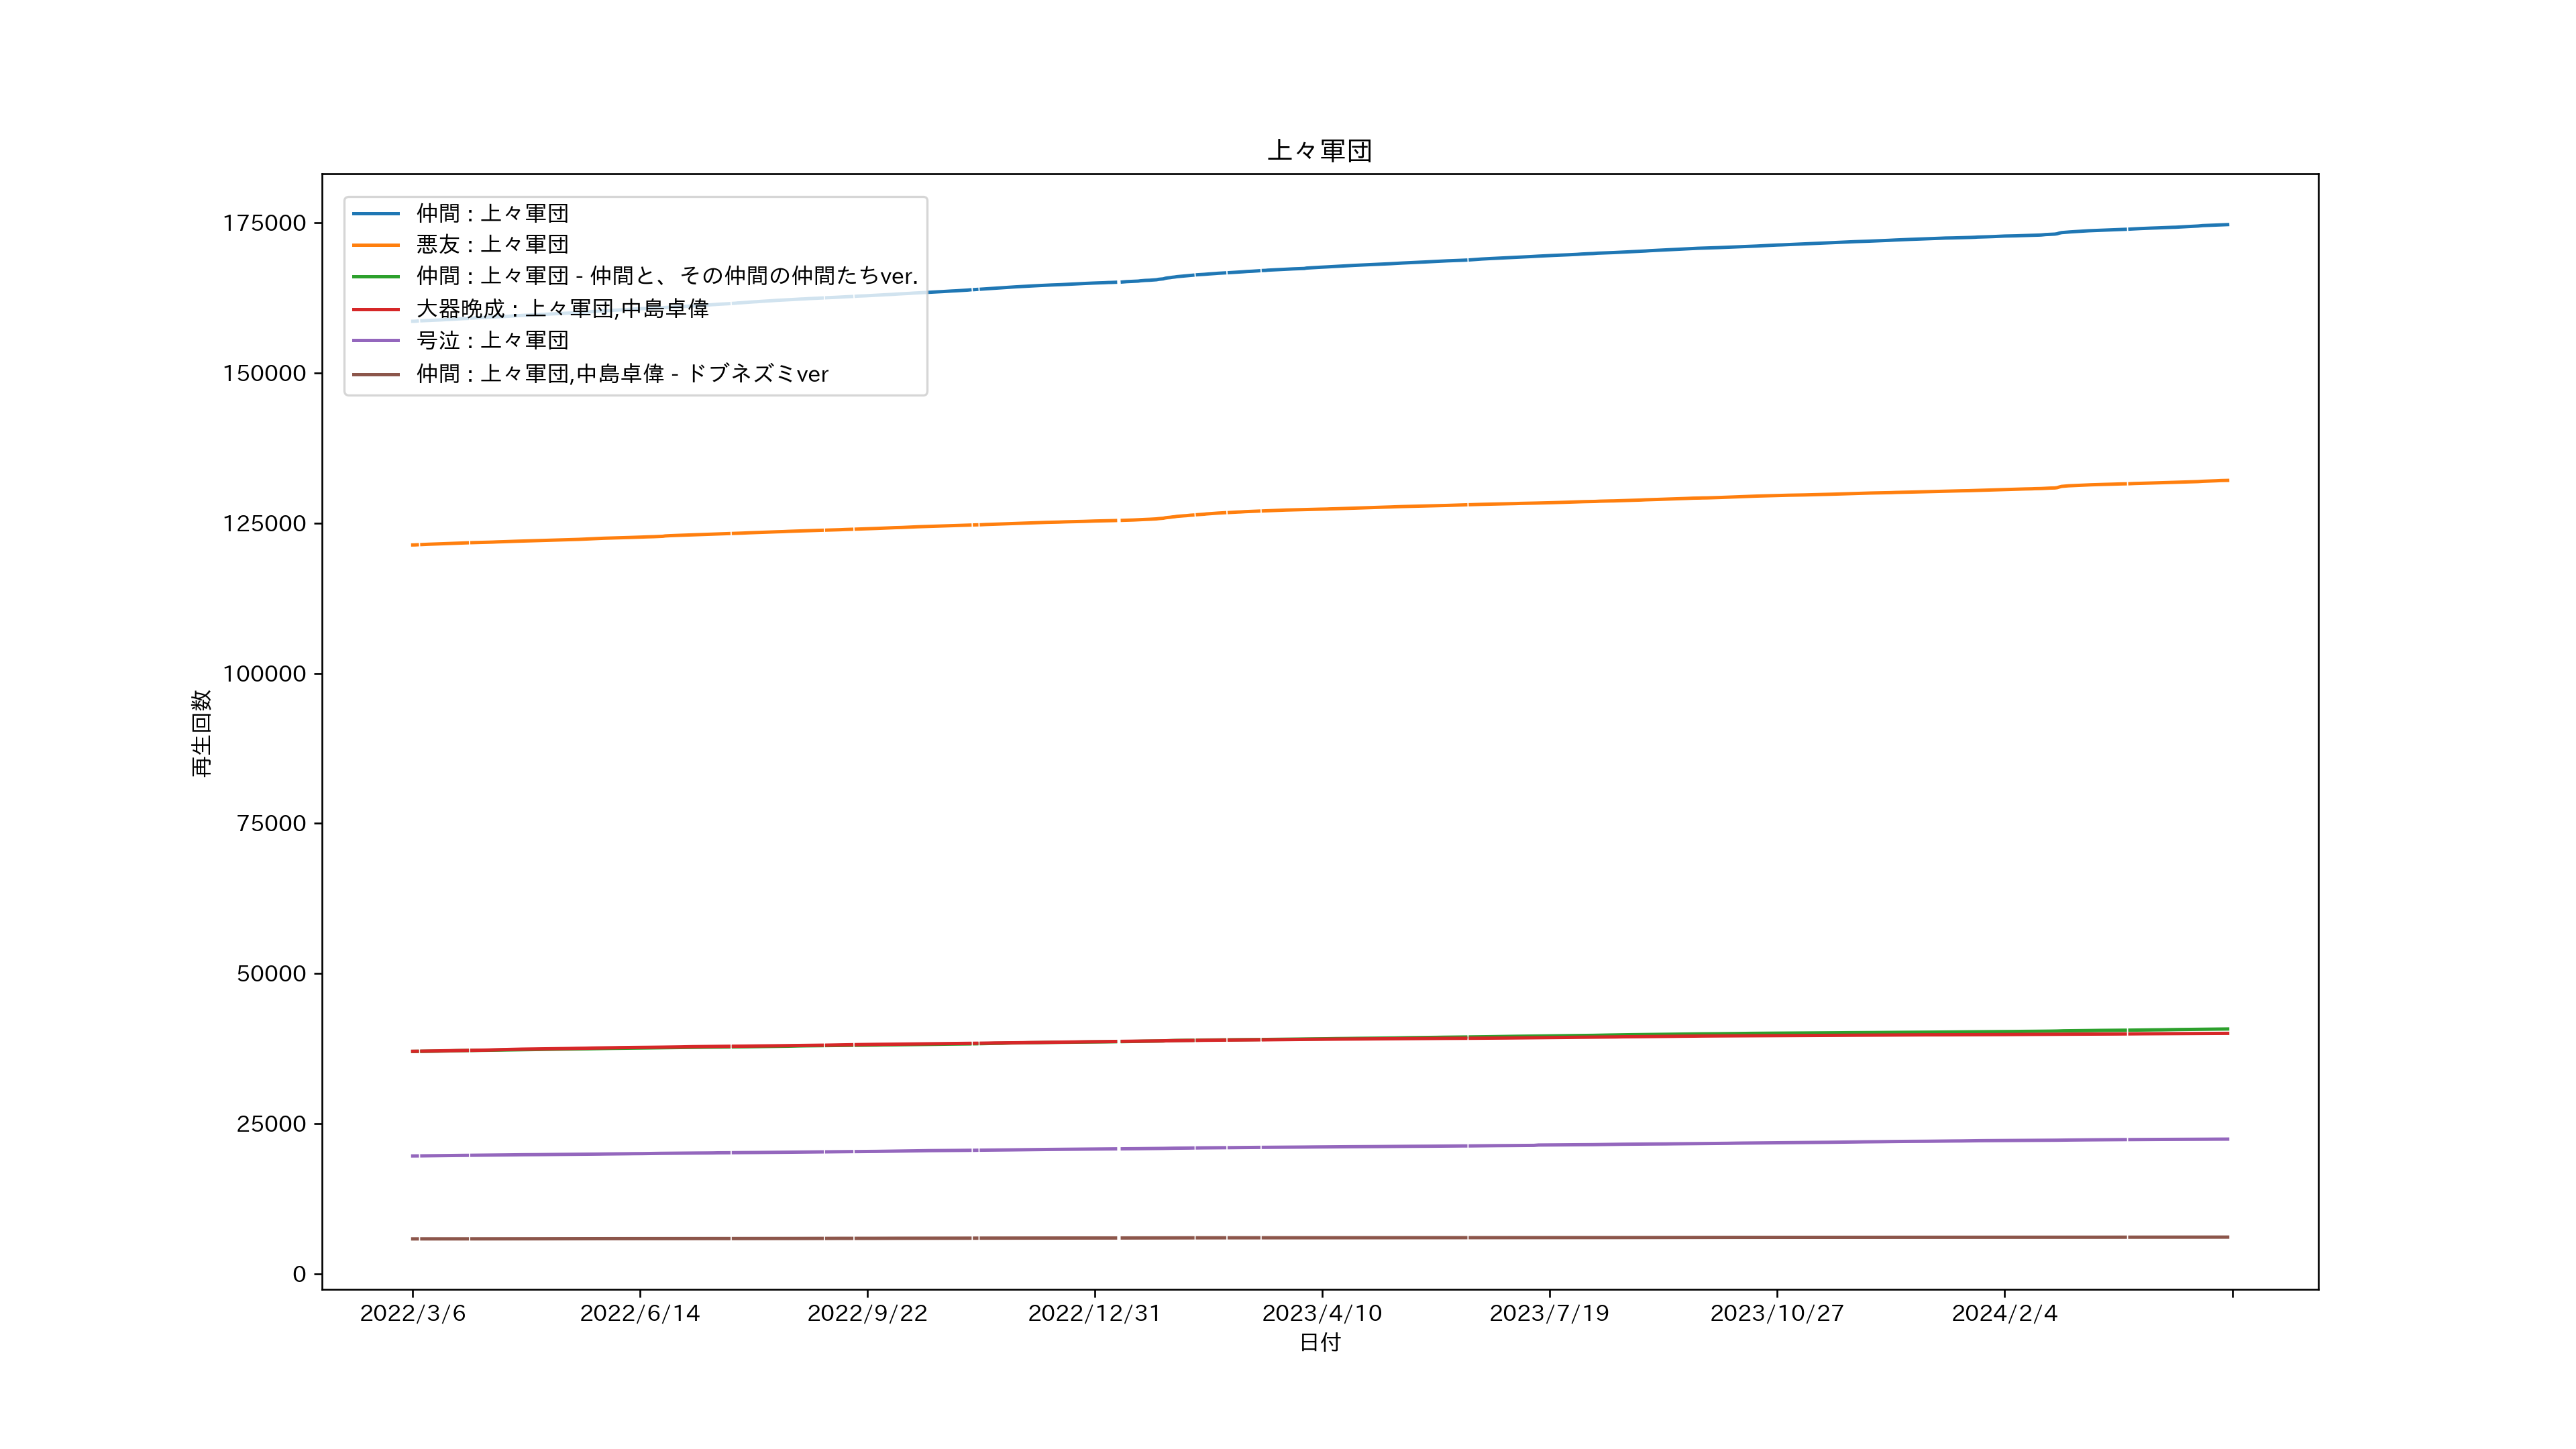 上々軍団
仲間 : 上々軍団
悪友 : 上々軍団
仲間 : 上々軍団 - 仲間と、その仲間の仲間たちver.
大器晩成 : 上々軍団,中島卓偉
号泣 : 上々軍団
仲間 : 上々軍団,中島卓偉 - ドブネズミver
再生回数
175000
150000
125000
100000
75000
50000
25000
0
2022/3/6 2022/6/14 2022/9/22 2022/12/31 2023/4/10 2023/7/19 2023/10/27 2024/2/4
日付